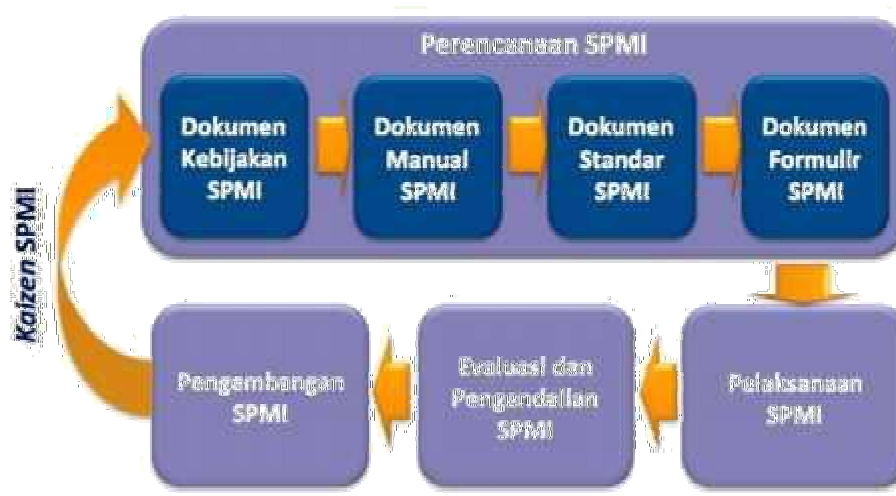 Perencanaan SPMI
Dokumen
Kebijakan
SPMI
Dokumen
Manual
SPMI
Dokumen
Standar
SPMI
Dokumen
Formulir
SPMI
Kaizen SPMI
Pengembangan
SPMI
Evaluasi dan
Pengendalian
SPMI
Pelaksanaan
SPMI